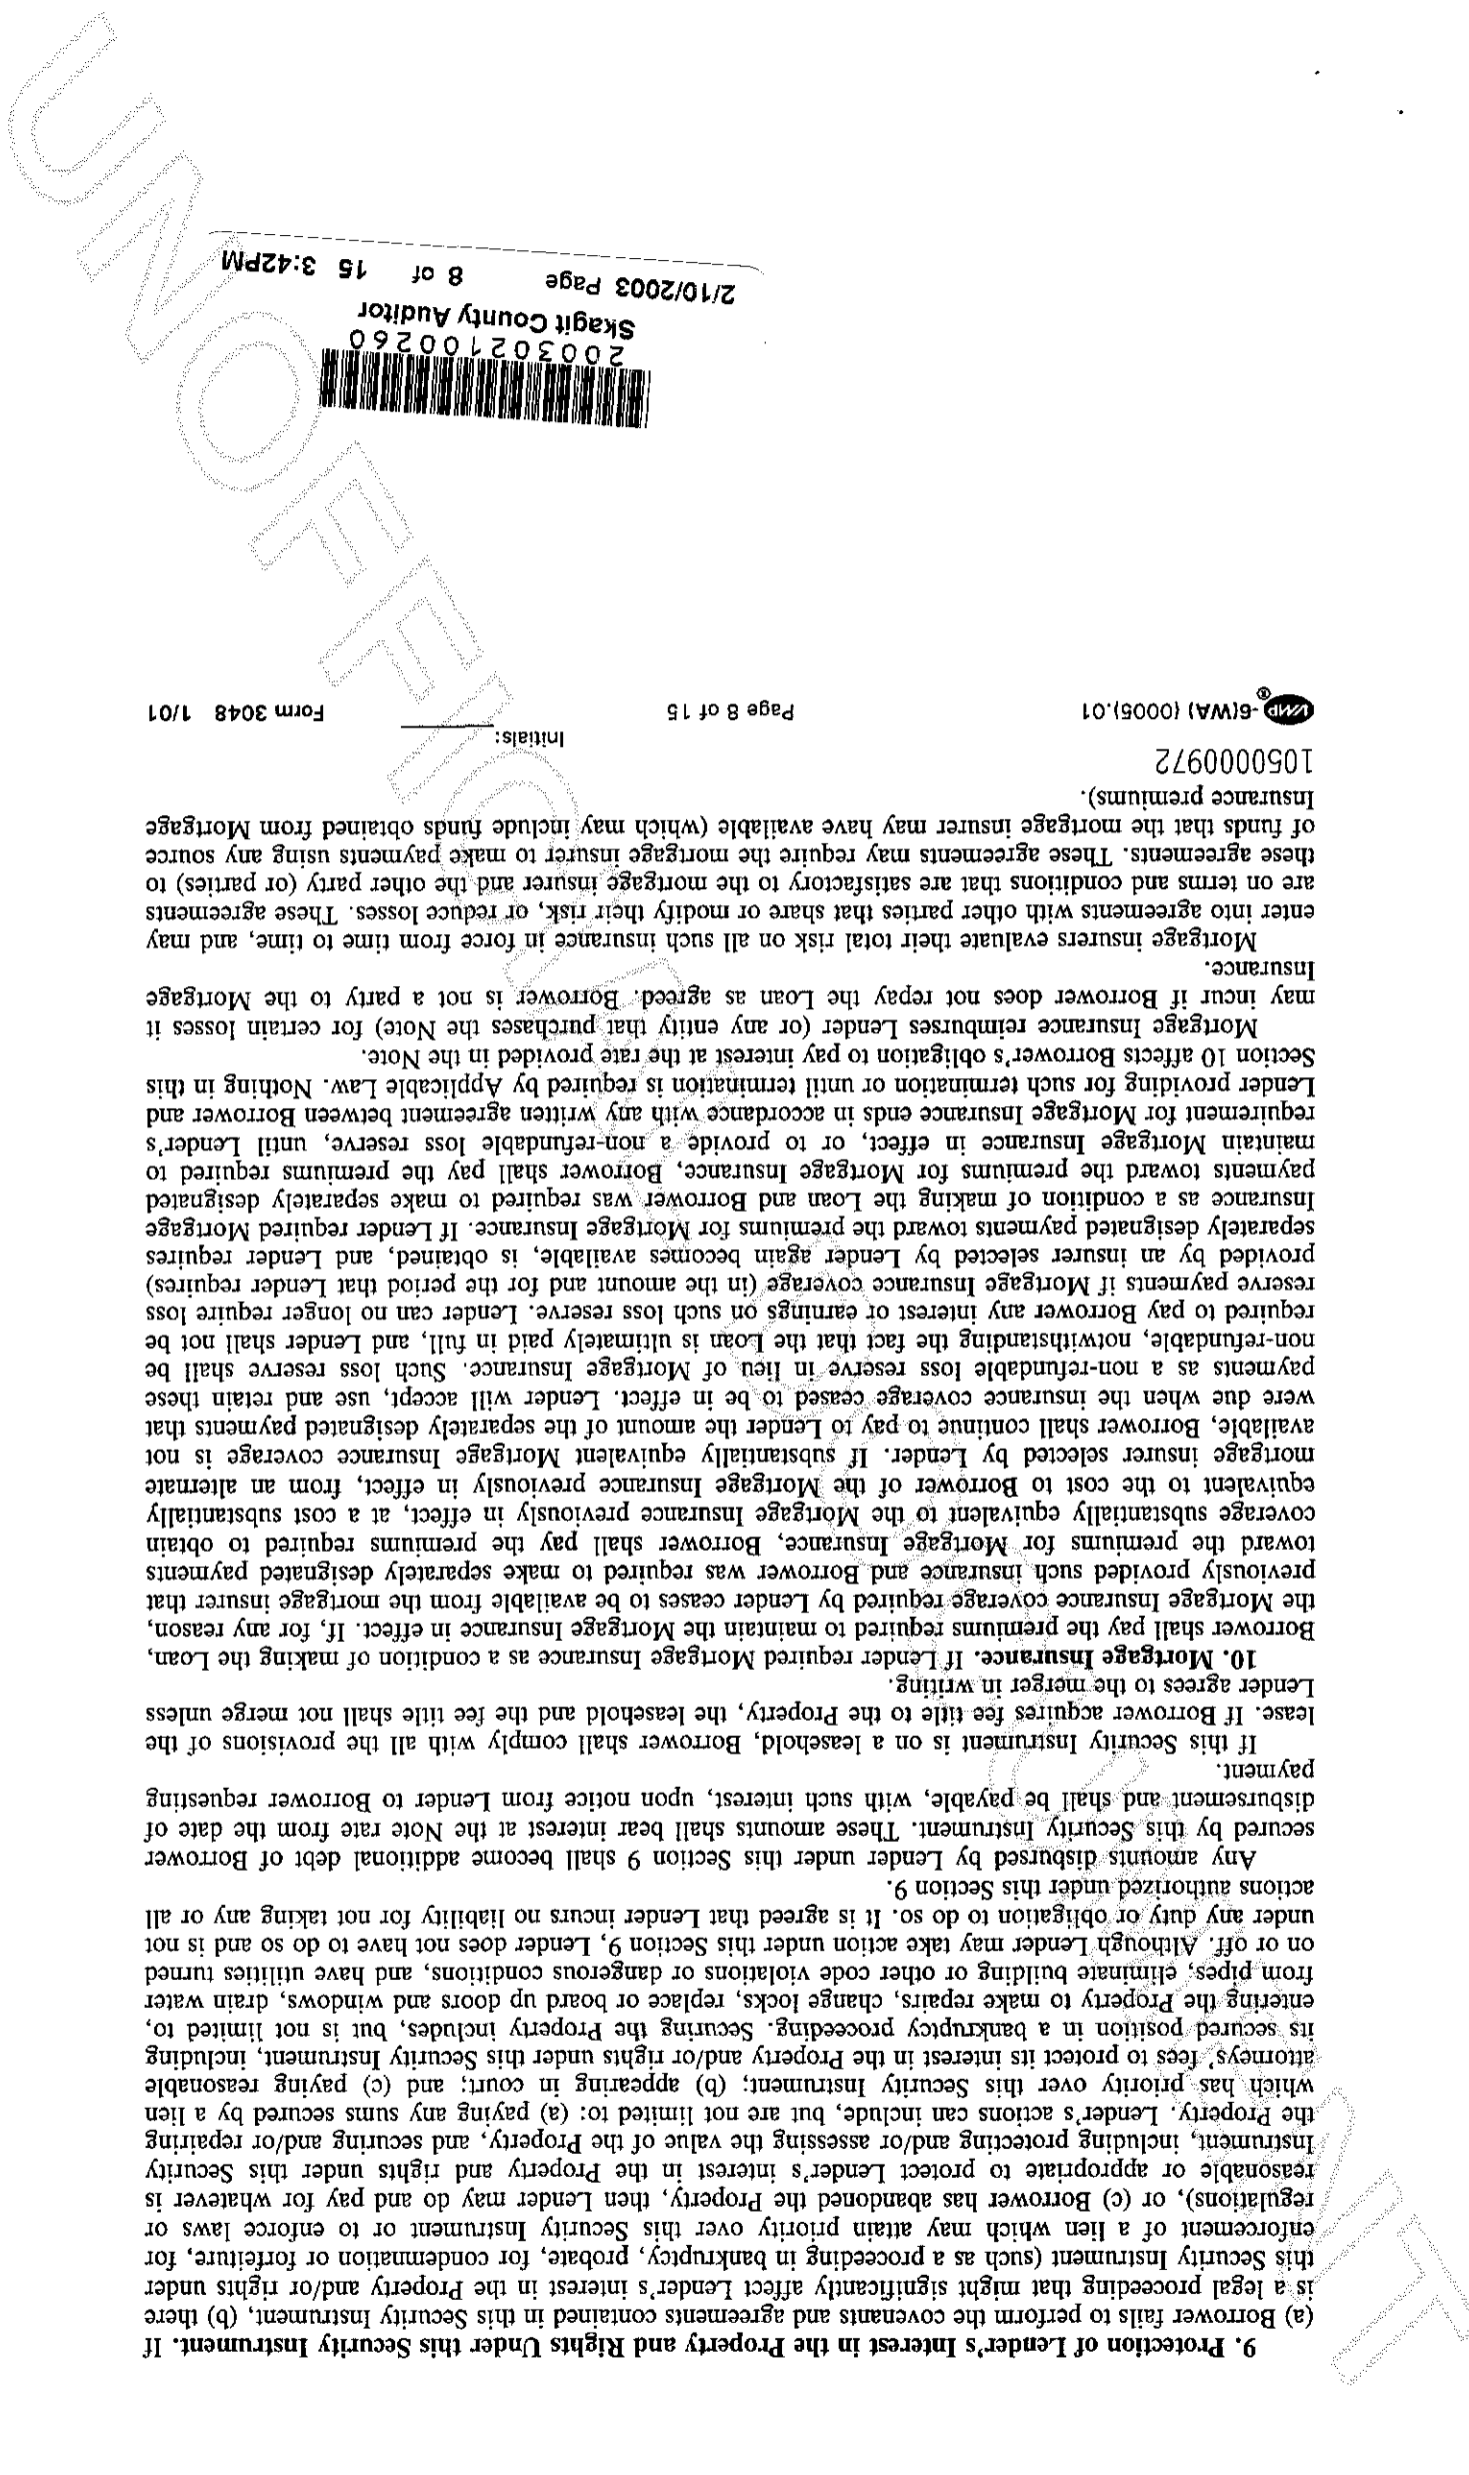 9. Protection of Lender's Interest in the Property and Rights Under this Security Instrument. If
(a) Borrower fails to perform the covenants and agreements contained in this Security Instrument, (b) there
is a legal proceeding that might significantly affect Lender's interest in the Property and/or rights under
this Security Instrument (such as a proceeding in bankruptcy, probate, for condemnation or forfeiture, for
enforcement of a lien which may attain priority over this Security Instrument or to enforce laws or
regulations), or (c) Borrower has abandoned the Property, then Lender may do and pay for whatever is
reasonable or appropriate to protect Lender's interest in the Property and rights under this Security
Instrument, including protecting and/or assessing the value of the Property, and securing and/or repairing
the Property. Lender's actions can include, but are not limited to: (a) paying any sums secured by a lien
which has priority over this Security Instrument; (b) appearing in court; and (c) paying reasonable
attorneys' fees to protect its interest in the Property and/or rights under this Security Instrument, including
its secured position in a bankruptcy proceeding. Securing the Property includes, but is not limited to,
entering the Property to make repairs, change locks, replace or board up doors and windows, drain water
from pipes, eliminate building or other code violations or dangerous conditions, and have utilities turned
on or off. Although Lender may take action under this Section 9, Lender does not have to do so and is not
under any duty or obligation to do so. It is agreed that Lender incurs no liability for not taking any or all
actions authorized under this Section 9.
Any amounts disbursed by Lender under this Section 9 shall become additional debt of Borrower
secured by this Security Instrument. These amounts shall bear interest at the Note rate from the date of
disbursement and shall be payable, with such interest, upon notice from Lender to Borrower requesting
payment.
If this Security Instrument is on a leasehold, Borrower shall comply with all the provisions of the
lease. If Borrower acquires fee title to the Property, the leasehold and the fee title shall not merge unless
Lender agrees to the merger in writing.
10. Mortgage Insurance. If Lender required Mortgage Insurance as a condition of making the Loan,
Borrower shall pay the premiums required to maintain the Mortgage Insurance in effect. If, for any reason,
the Mortgage Insurance coverage required by Lender ceases to be available from the mortgage insurer that
previously provided such insurance and Borrower was required to make separately designated payments
toward the premiums for Mortgage Insurance, Borrower shall pay the premiums required to obtain
coverage substantially equivalent to the Mortgage Insurance previously in effect, at a cost substantially
equivalent to the cost to Borrower of the Mortgage Insurance previously in effect, from an alternate
mortgage insurer selected by Lender. If substantially equivalent Mortgage Insurance coverage is not
available, Borrower shall continue to pay to Lender the amount of the separately designated payments that
were due when the insurance coverage ceased to be in effect. Lender will accept, use and retain these
payments as a non-refundable loss reserve in lieu of Mortgage Insurance. Such loss reserve shall be
non-refundable, notwithstanding the fact that the Loan is ultimately paid in full, and Lender shall not be
required to pay Borrower any interest or earnings on such loss reserve. Lender can no longer require loss
reserve payments if Mortgage Insurance coverage (in the amount and for the period that Lender requires)
provided by an insurer selected by Lender again becomes available, is obtained, and Lender requires
separately designated payments toward the premiums for Mortgage Insurance. If Lender required Mortgage
Insurance as a condition of making the Loan and Borrower was required to make separately designated
payments toward the premiums for Mortgage Insurance, Borrower shall pay the premiums required to
maintain Mortgage Insurance in effect, or to provide a non-refundable loss reserve, until Lender's
requirement for Mortgage Insurance ends in accordance with any written agreement between Borrower and
Lender providing for such termination or until termination is required by Applicable Law. Nothing in this
Section 10 affects Borrower's obligation to pay interest at the rate provided in the Note.
Mortgage Insurance reimburses Lender (or any entity that purchases the Note) for certain losses it
may incur if Borrower does not repay the Loan as agreed. Borrower is not a party to the Mortgage
Insurance.
Mortgage insurers evaluate their total risk on all such insurance in force from time to time, and may
enter into agreements with other parties that share or modify their risk, or reduce losses. These agreements
are on terms and conditions that are satisfactory to the mortgage insurer and the other party (or parties) to
these agreements. These agreements may require the mortgage insurer to make payments using any source
of funds that the mortgage insurer may have available (which may include funds obtained from Mortgage
Insurance premiums).
1050000972
Initials:
VMP®-6(WA) (0005).01 Page 8 of 15 Form 3048 1/01
200302100260
Skagit County Auditor
2/10/2003 Page 8 of 15 3:42PM
UNOFFICIAL DOCUMENT